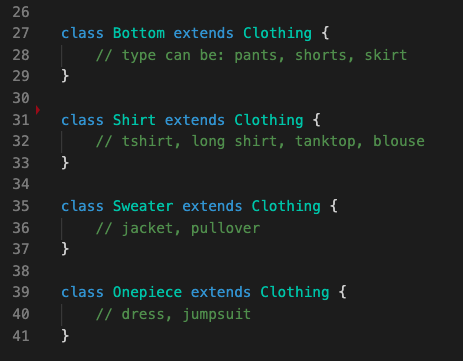 26
27 class Bottom extends Clothing {
28 // type can be: pants, shorts, skirt
29 }
30
31 class Shirt extends Clothing {
32 // tshirt, long shirt, tanktop, blouse
33 }
34
35 class Sweater extends Clothing {
36 // jacket, pullover
37 }
38
39 class Onepiece extends Clothing {
40 // dress, jumpsuit
41 }